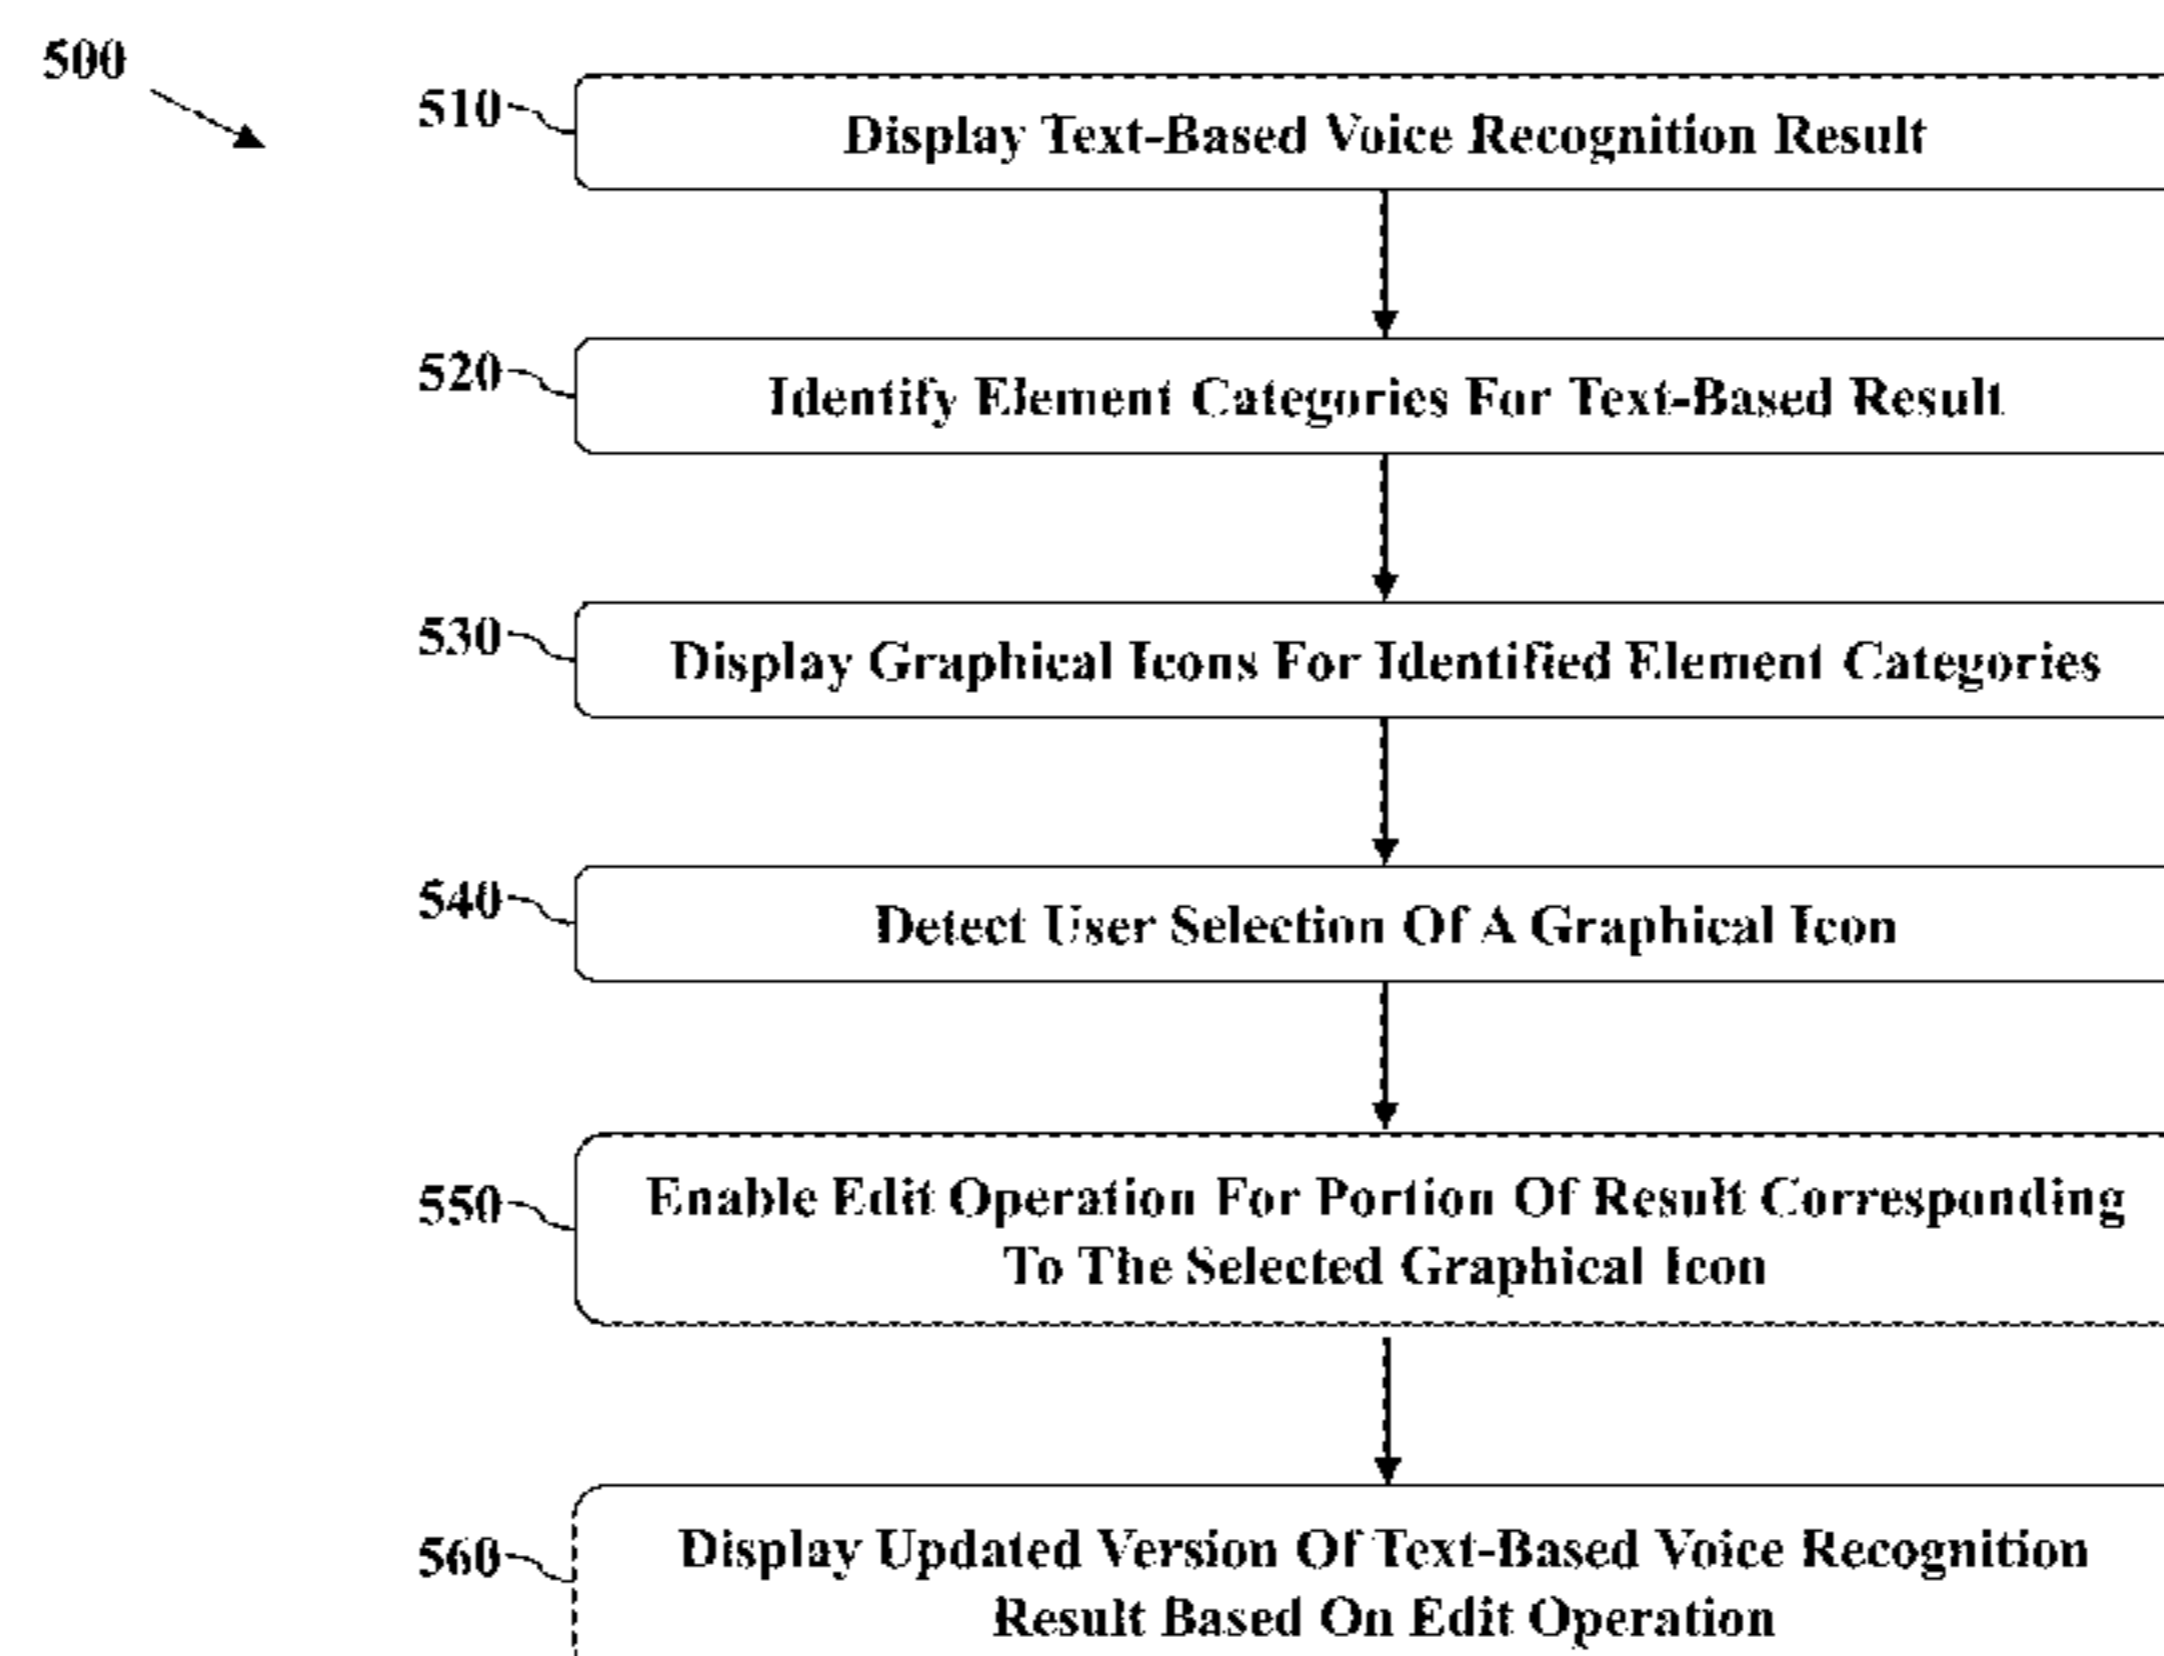 500
510
Display Text-Based Voice Recognition Result
520
Identify Element Categories For Text-Based Result
530
Display Graphical Icons For Identified Element Categories
540
Detect User Selection Of A Graphical Icon
550
Enable Edit Operation For Portion Of Result Corresponding
To The Selected Graphical Icon
560
Display Updated Version Of Text-Based Voice Recognition
Result Based On Edit Operation